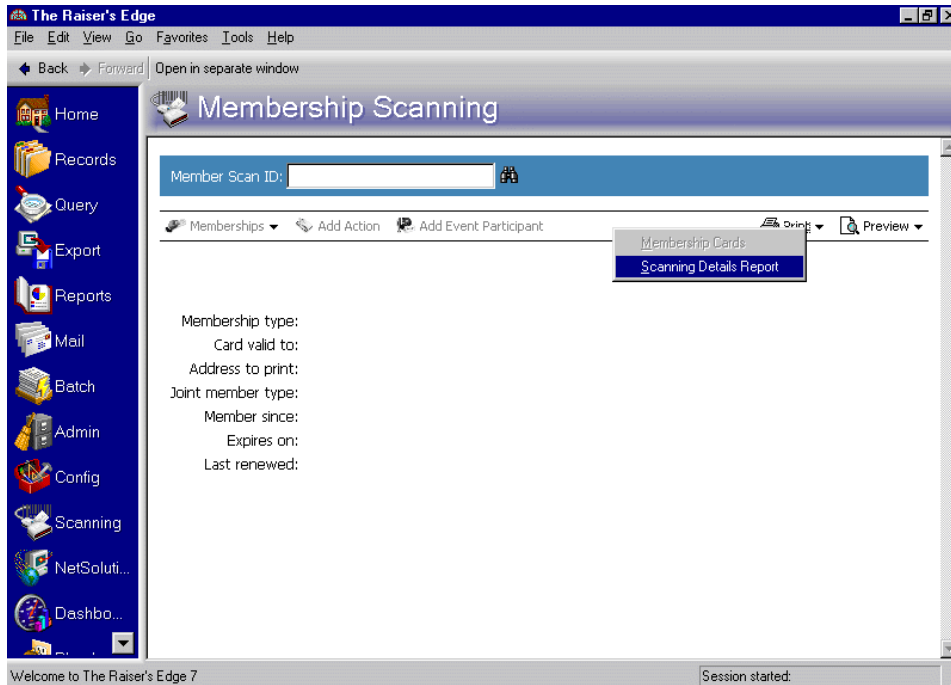 The Raiser's Edge
File Edit View Go Favorites Tools Help
Back Forward Open in separate window
Membership Scanning
Home
Records
Query
Export
Reports
Mail
Batch
Admin
Config
Scanning
NetSoluti...
Dashbo...
Member Scan ID:
Memberships Add Action Add Event Participant Print Preview
Membership Cards
Scanning Details Report
Membership type:
Card valid to:
Address to print:
Joint member type:
Member since:
Expires on:
Last renewed:
Welcome to The Raiser's Edge 7 Session started: